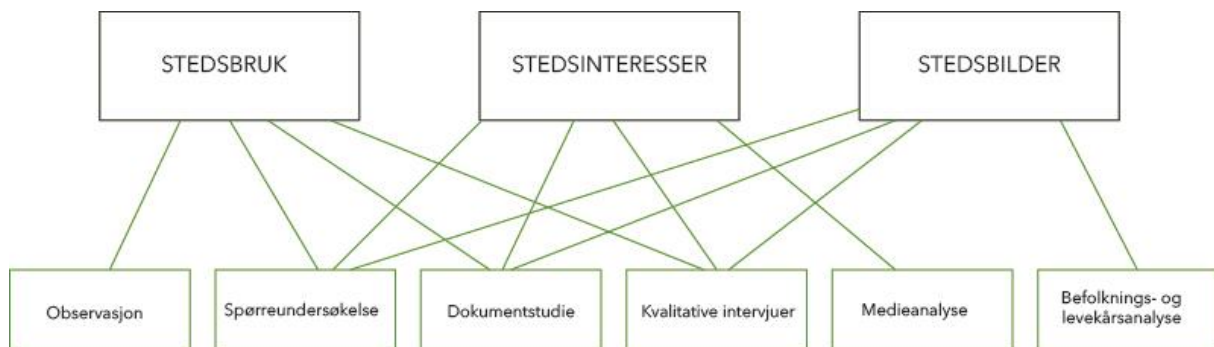 STEDSBRUK
STEDSINTERESSER
STEDSBILDER
Observasjon
Spørreundersøkelse
Dokumentstudie
Kvalitative intervjuer
Medieanalyse
Befolknings- og
levekårsanalyse